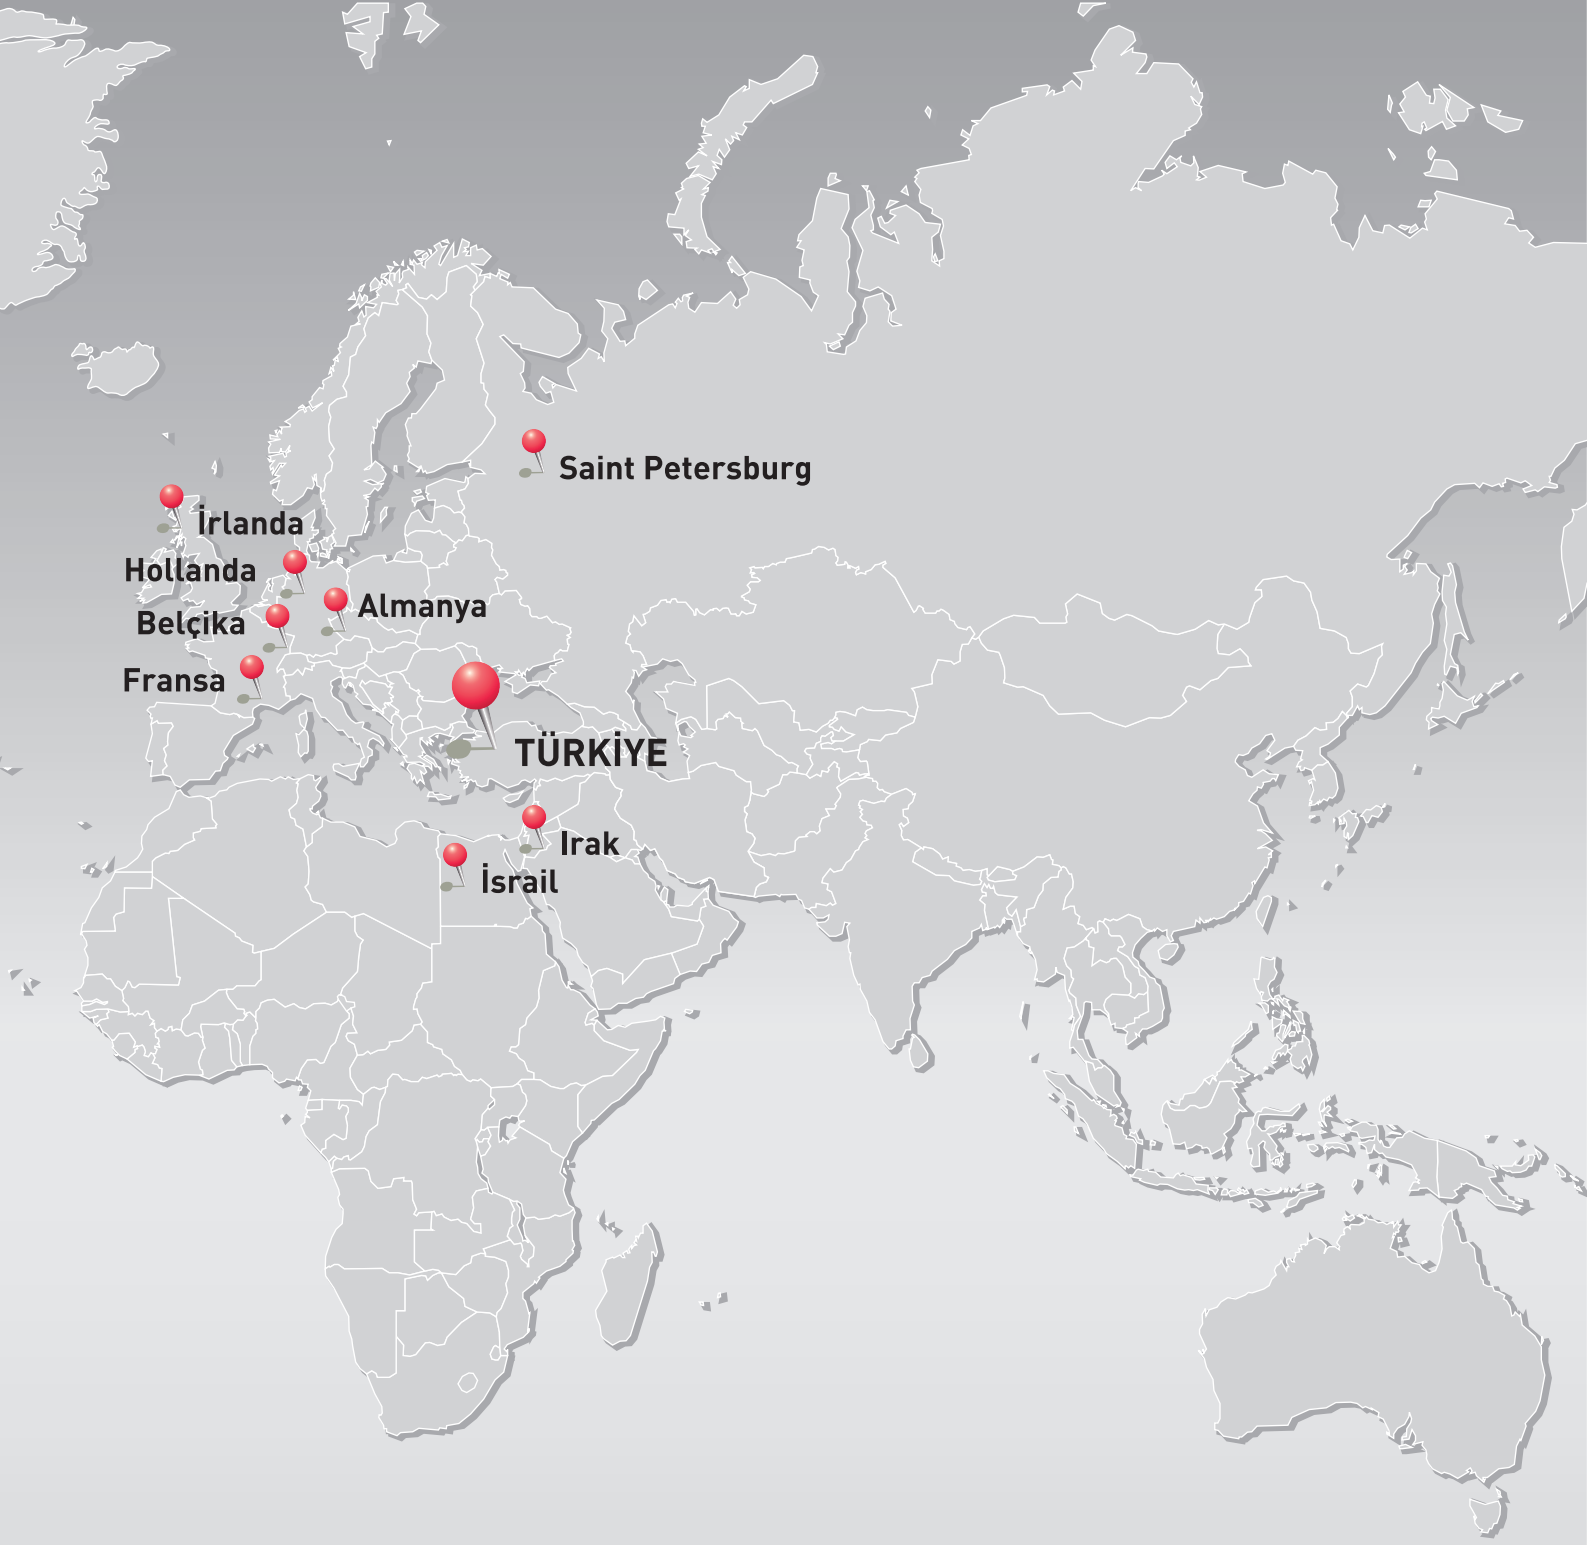 Saint Petersburg
İrlanda
Hollanda
Almanya
Belçika
Fransa
TÜRKİYE
Irak
İsrail